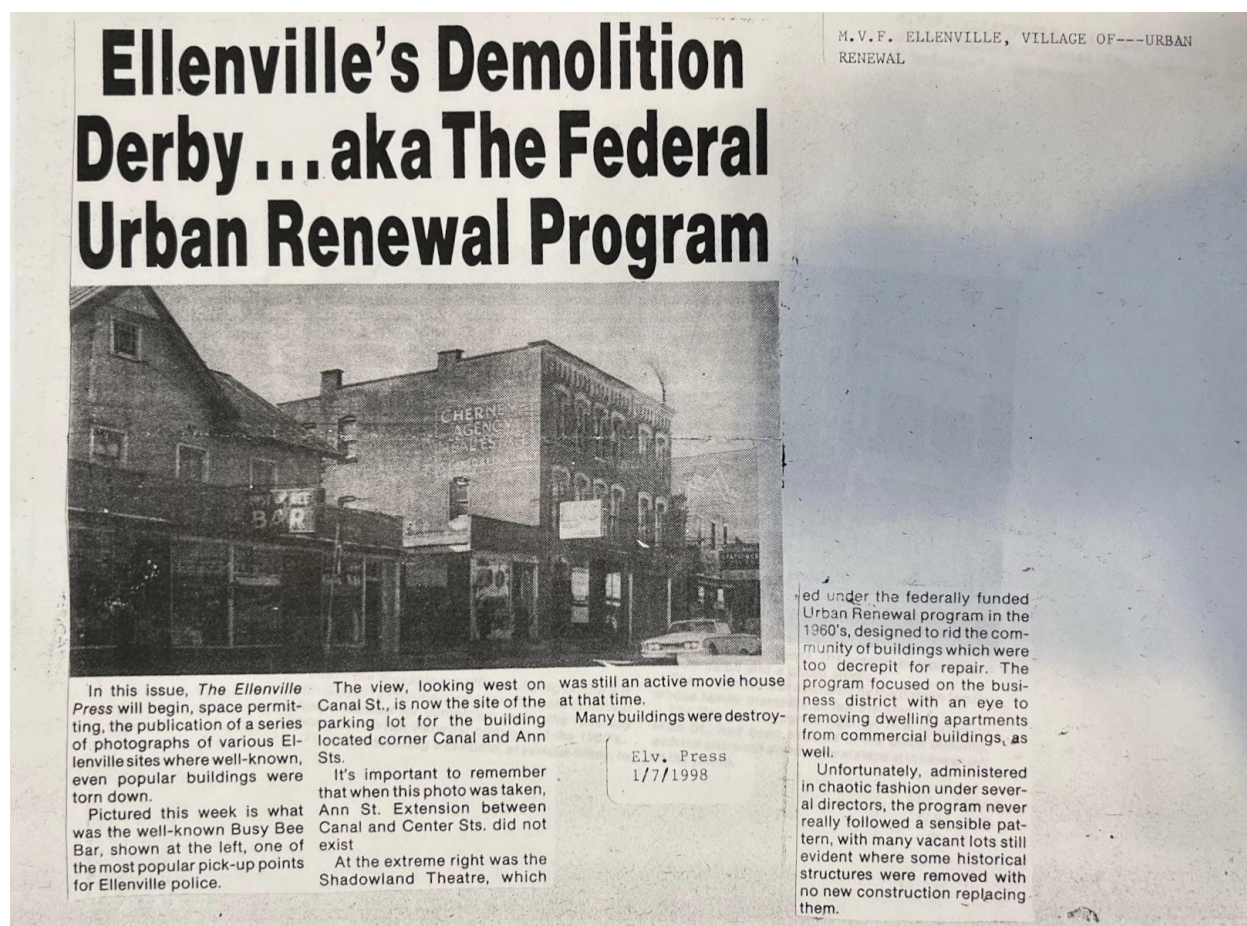 Ellenville's Demolition
Derby...aka The Federal
Urban Renewal Program
M.V.F. ELLENVILLE, VILLAGE OF---URBAN
RENEWAL
CHERNEY
AGENCY
BEE
BAR
In this issue, The Ellenville
Press will begin, space permit-
ting, the publication of a series
of photographs of various El-
lenville sites where well-known,
even popular buildings were
torn down.
Pictured this week is what
was the well-known Busy Bee
Bar, shown at the left, one of
the most popular pick-up points
for Ellenville police.
The view, looking west on
Canal St., is now the site of the
parking lot for the building
located corner Canal and Ann
Sts.
It's important to remember
that when this photo was taken,
Ann St. Extension between
Canal and Center Sts. did not
exist
At the extreme right was the
Shadowland Theatre, which
was still an active movie house
at that time.
Many buildings were destroy-
Elv. Press
1/7/1998
ed under the federally funded
Urban Renewal program in the
1960's, designed to rid the com-
munity of buildings which were
too decrepit for repair. The
program focused on the busi-
ness district with an eye to
removing dwelling apartments
from commercial buildings, as
well.
Unfortunately, administered
in chaotic fashion under sever-
al directors, the program never
really followed a sensible pat-
tern, with many vacant lots still
evident where some historical
structures were removed with
no new construction replacing
them.